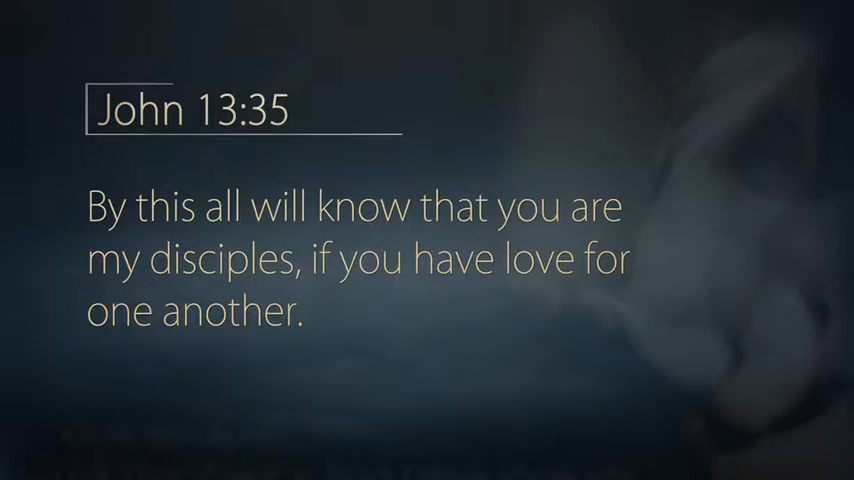 John 13:35
By this all will know that you are
my disciples, if you have love for
one another.